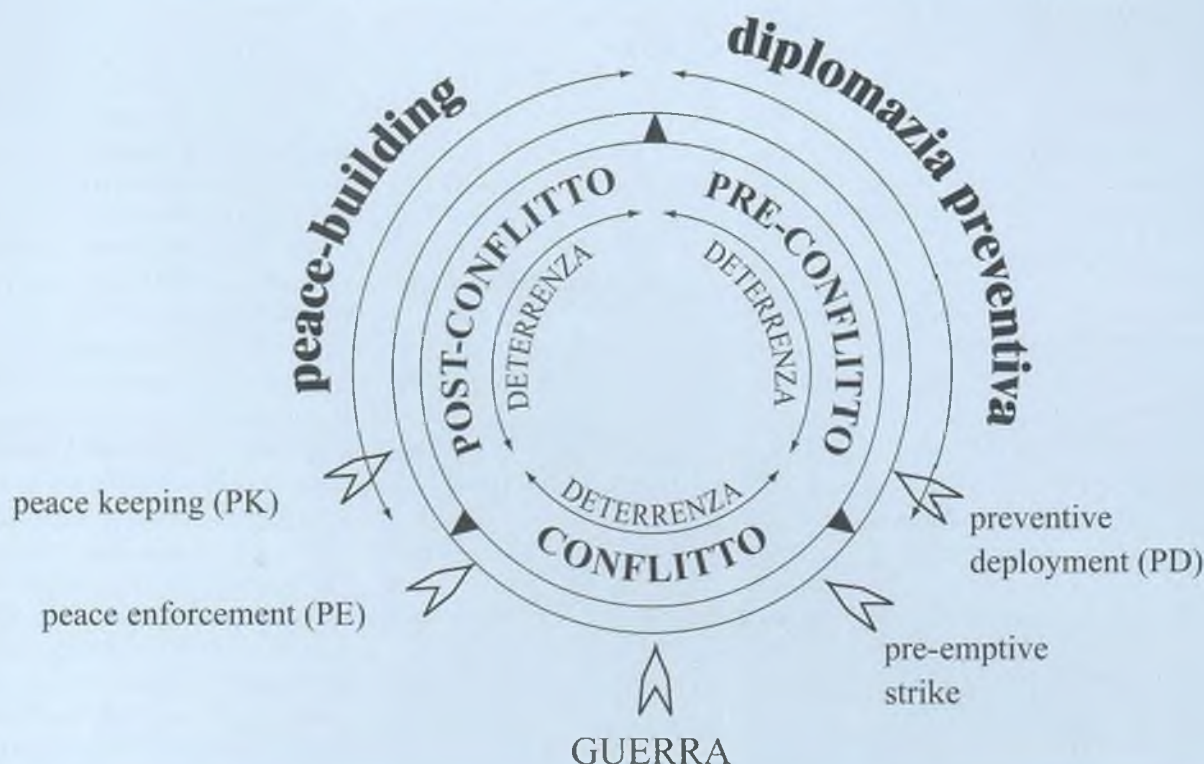 diplomazia preventiva
peace-building
POST-CONFLITTO
PRE-CONFLITTO
DETERRENZA
DETERRENZA
DETERRENZA
CONFLITTO
peace keeping (PK)
preventive
deployment (PD)
peace enforcement (PE)
pre-emptive
strike
GUERRA